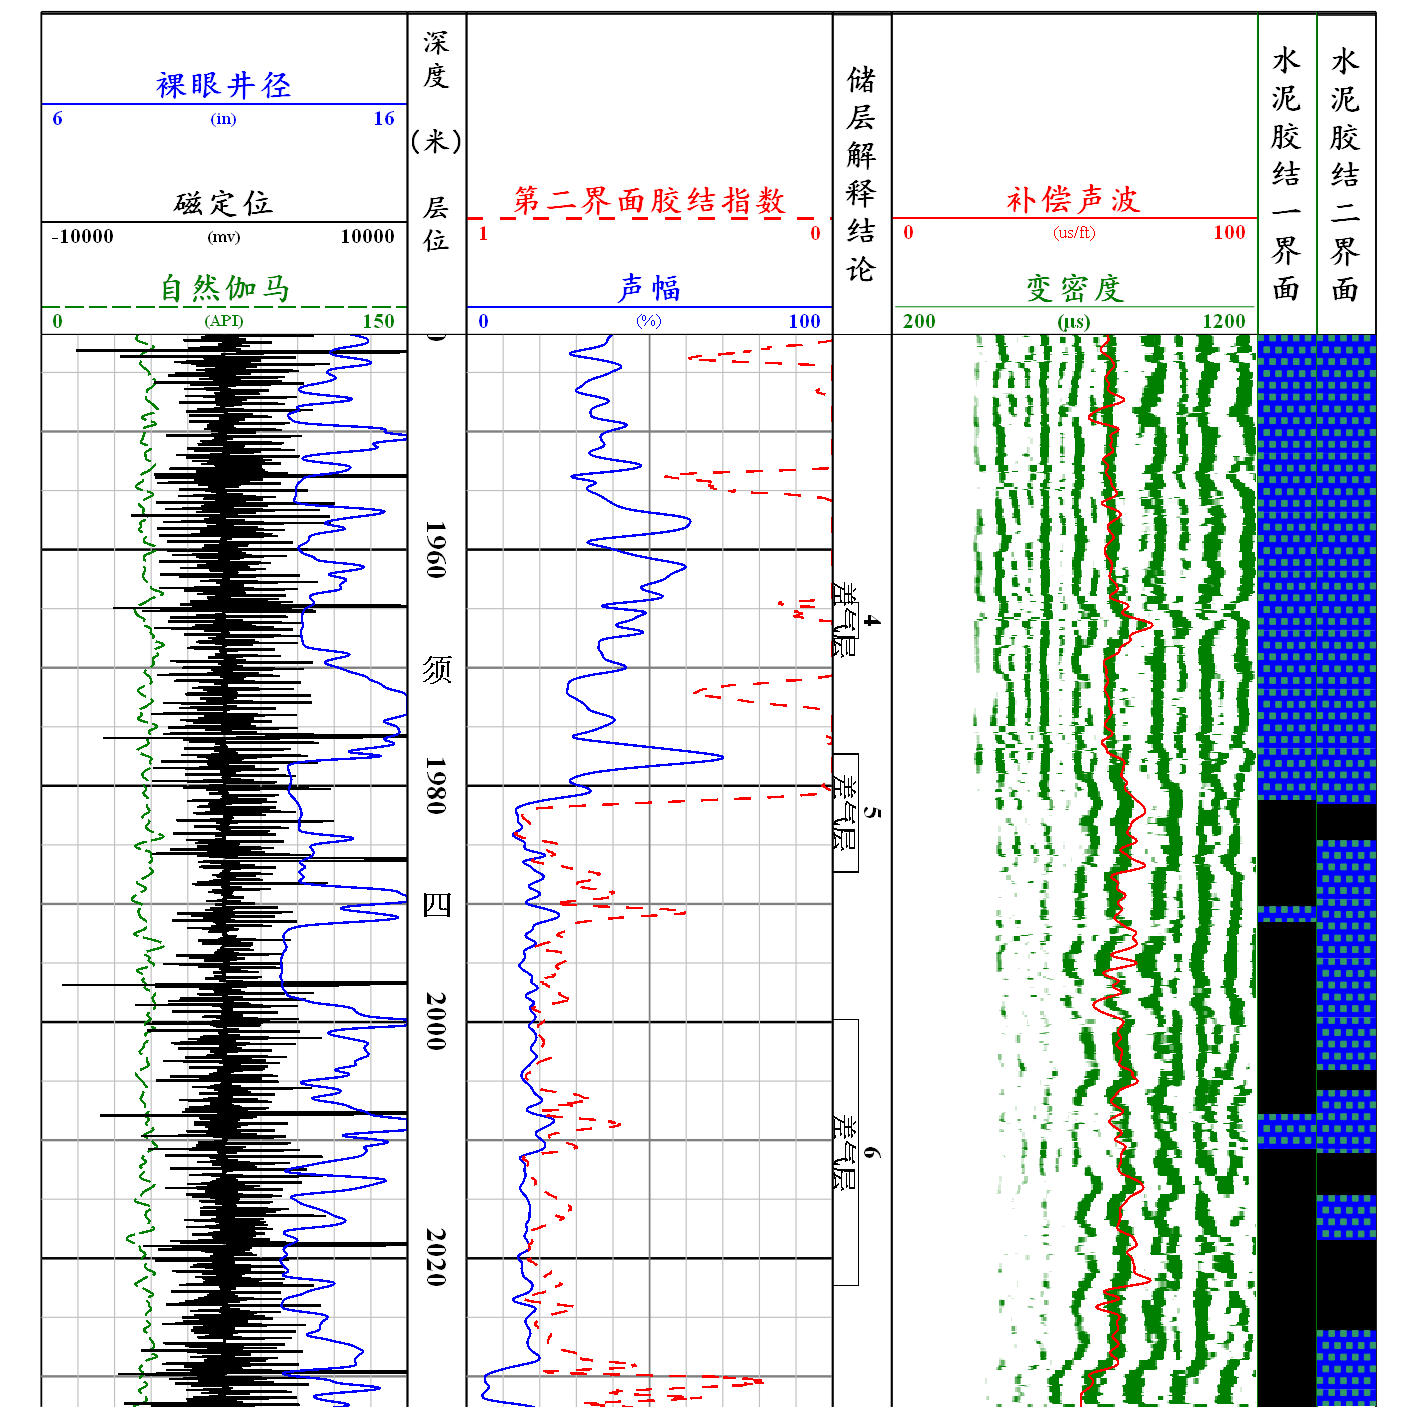 裸眼井径
6 (in) 16
磁定位
-10000 (mv) 10000
自然伽马
0 (API) 150
深度(米)层位
第二界面胶结指数
1 0
声幅
0 (%) 100
储层解释结论
补偿声波
0 (us/ft) 100
变密度
200 (μs) 1200
水泥胶结一界面
水泥胶结二界面
1960
须
1980
四
2000
2020
4
差气层
5
差气层
6
差气层